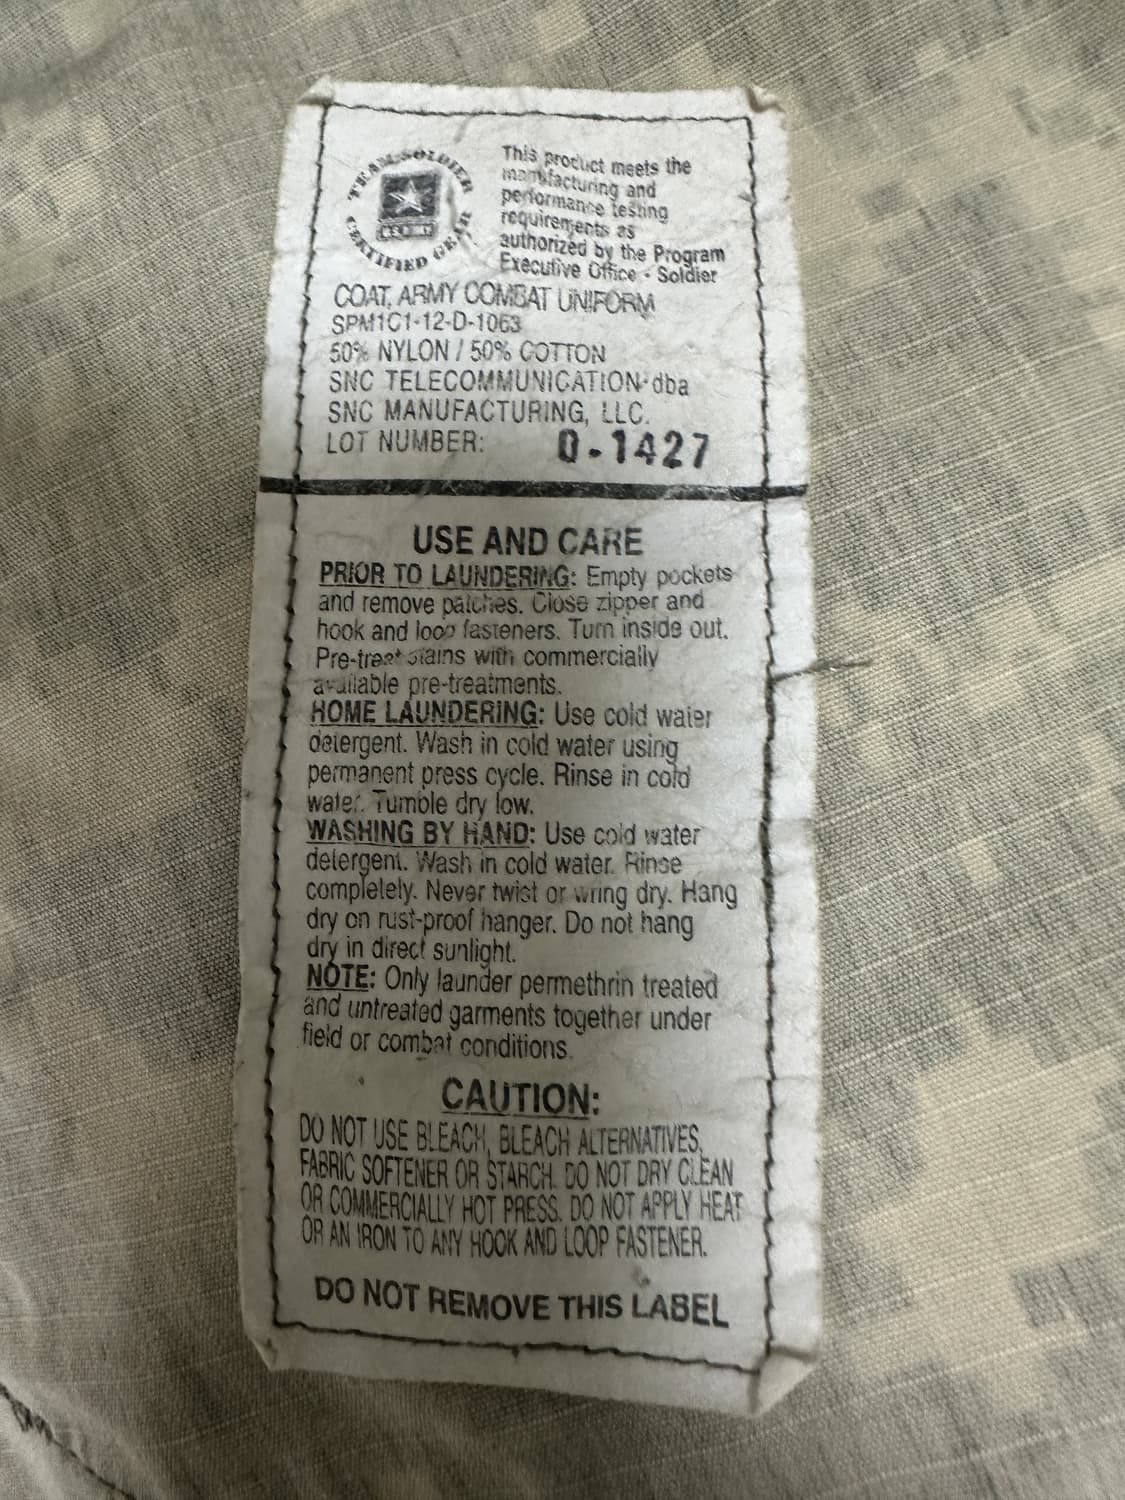 TEAM SOLDIER
U.S. ARMY
CERTIFIED GEAR
This product meets the
manufacturing and
performance testing
requirements as
authorized by the Program
Executive Office - Soldier
COAT, ARMY COMBAT UNIFORM
SPM1C1-12-D-1063
50% NYLON / 50% COTTON
SNC TELECOMMUNICATION dba
SNC MANUFACTURING, LLC.
LOT NUMBER: 0-1427
USE AND CARE
PRIOR TO LAUNDERING: Empty pockets
and remove patches. Close zipper and
hook and loop fasteners. Turn inside out.
Pre-treat stains with commercially
available pre-treatments.
HOME LAUNDERING: Use cold water
detergent. Wash in cold water using
permanent press cycle. Rinse in cold
water. Tumble dry low.
WASHING BY HAND: Use cold water
detergent. Wash in cold water. Rinse
completely. Never twist or wring dry. Hang
dry on rust-proof hanger. Do not hang
dry in direct sunlight.
NOTE: Only launder permethrin treated
and untreated garments together under
field or combat conditions.
CAUTION:
DO NOT USE BLEACH, BLEACH ALTERNATIVES,
FABRIC SOFTENER OR STARCH. DO NOT DRY CLEAN
OR COMMERCIALLY HOT PRESS. DO NOT APPLY HEAT
OR AN IRON TO ANY HOOK AND LOOP FASTENER.
DO NOT REMOVE THIS LABEL